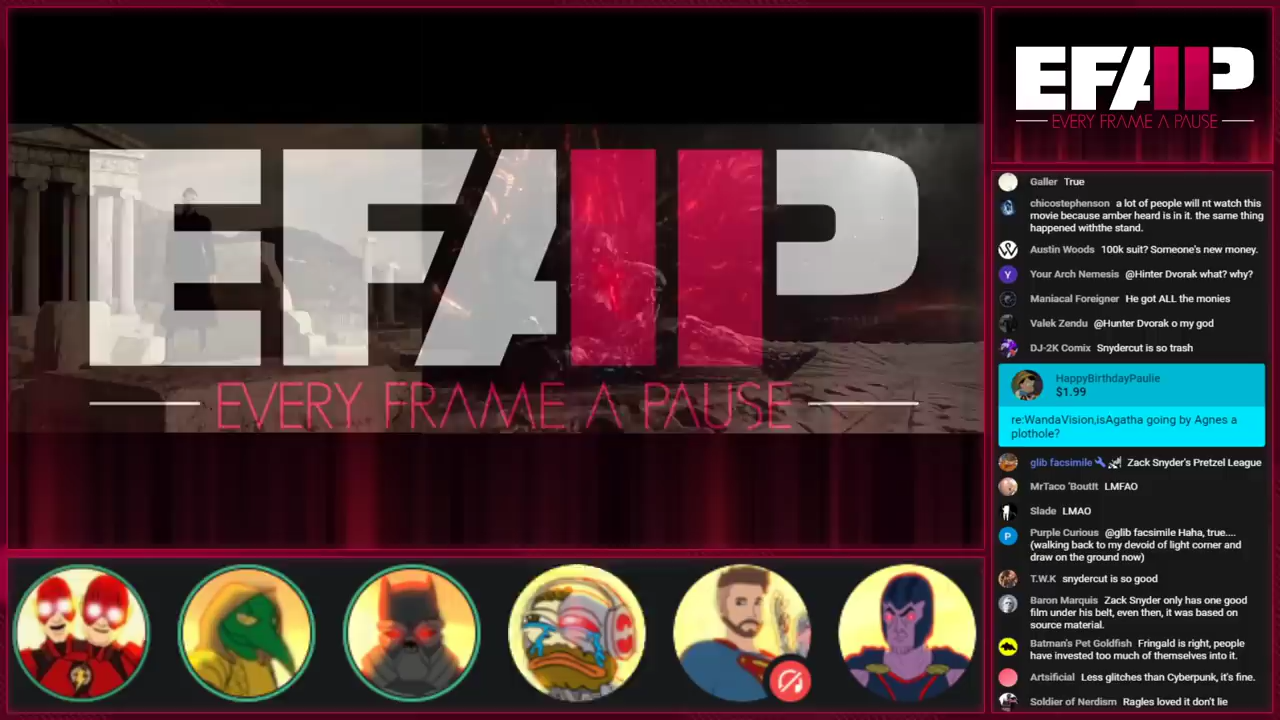 EFAP
EVERY FRAME A PAUSE
EFAP
EVERY FRAME A PAUSE
Galler True
chicostephenson a lot of people will nt watch this
movie because amber heard is in it. the same thing
happened withthe stand.
Austin Woods 100k suit? Someone's new money.
Your Arch Nemesis @Hinter Dvorak what? why?
Maniacal Foreigner He got ALL the monies
Valek Zendu @Hunter Dvorak o my god
DJ-2K Comix Snydercut is so trash
HappyBirthdayPaulie
$1.99
re:WandaVision,isAgatha going by Agnes a
plothole?
glib facsimile Zack Snyder's Pretzel League
MrTaco 'BoutIt LMFAO
Slade LMAO
P Purple Curious @glib facsimile Haha, true....
(walking back to my devoid of light corner and
draw on the ground now)
T.W.K snydercut is so good
Baron Marquis Zack Snyder only has one good
film under his belt, even then, it was based on
source material.
Batman's Pet Goldfish Fringald is right, people
have invested too much of themselves into it.
Artsificial Less glitches than Cyberpunk, it's fine.
Soldier of Nerdism Ragles loved it don't lie